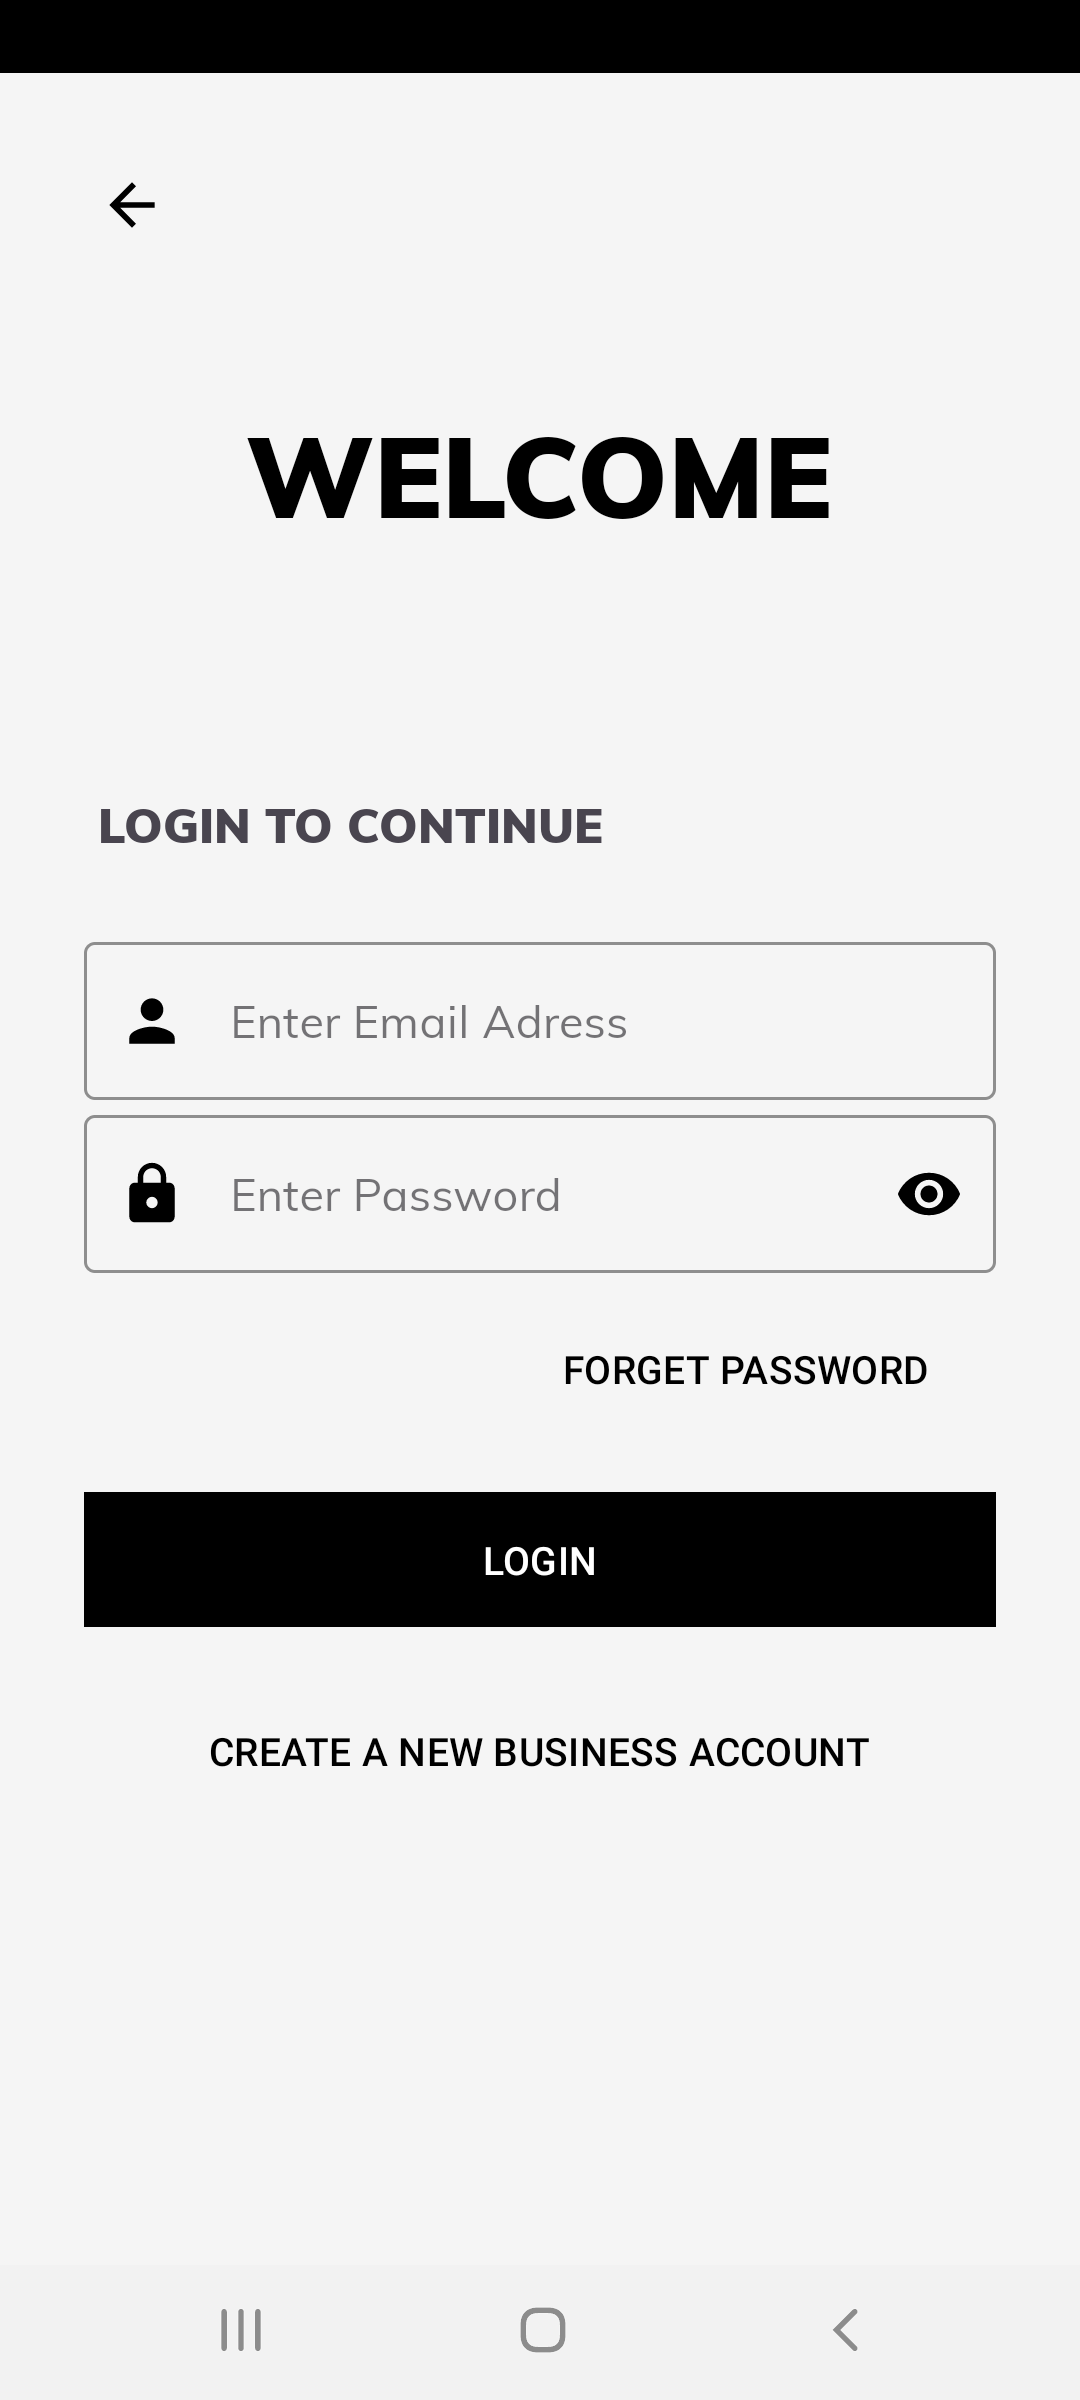 WELCOME
LOGIN TO CONTINUE
Enter Email Adress
Enter Password
FORGET PASSWORD
LOGIN
CREATE A NEW BUSINESS ACCOUNT